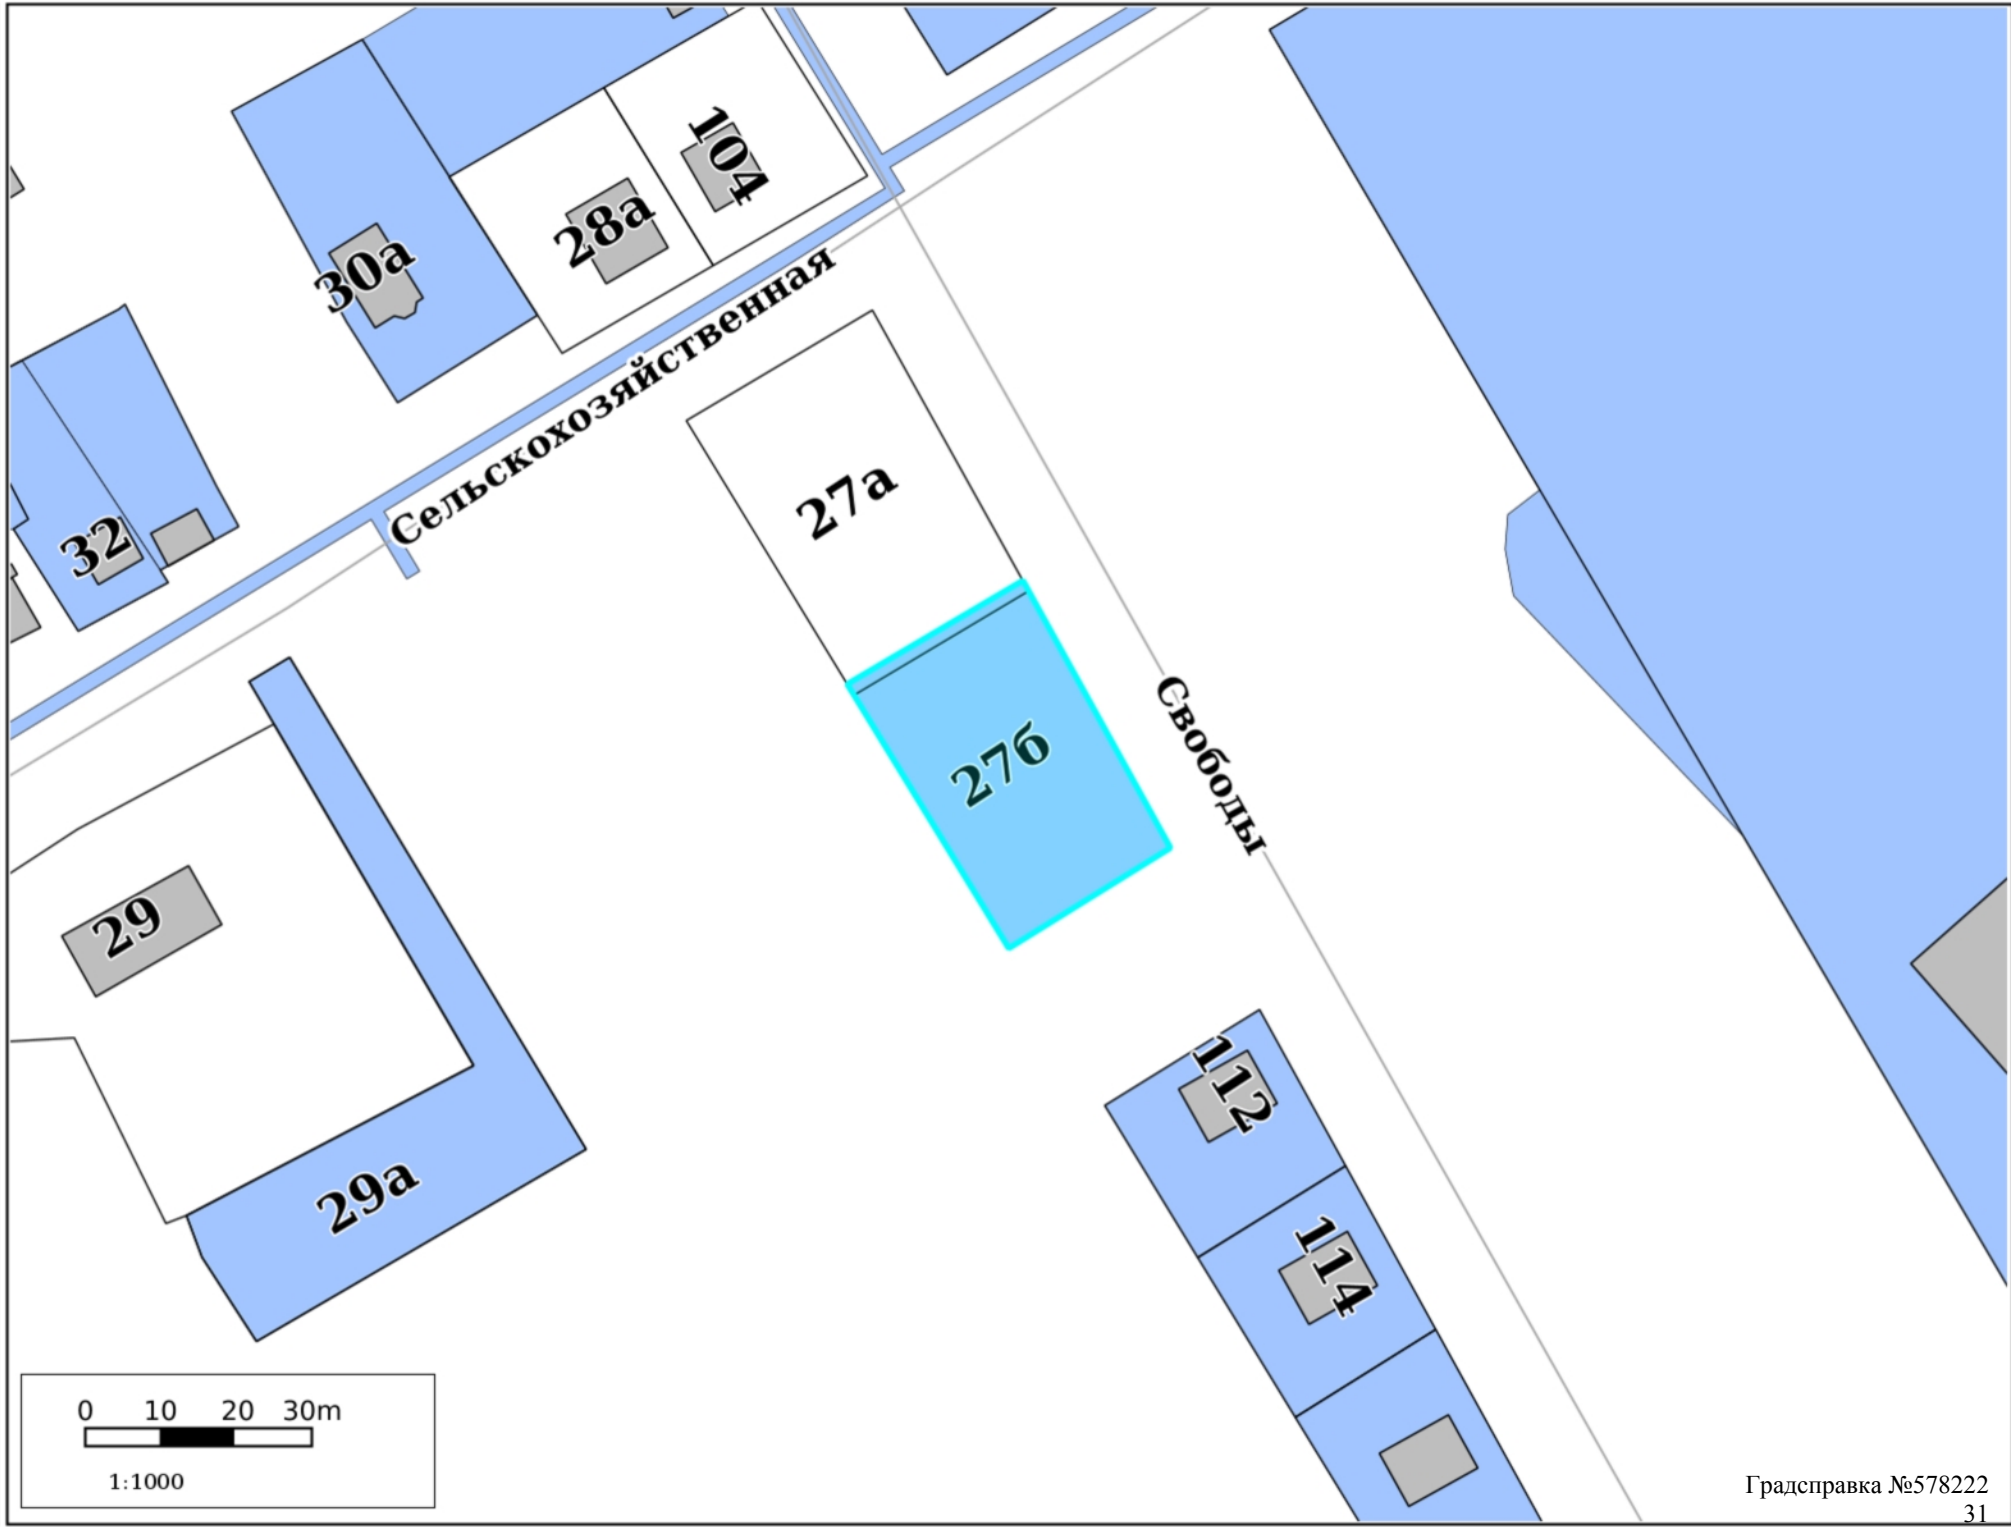 104
28а
30а
Сельскохозяйственная
27а
32
27б
Свободы
29
112
29а
114
0 10 20 30m
1:1000
Градсправка №578222
31